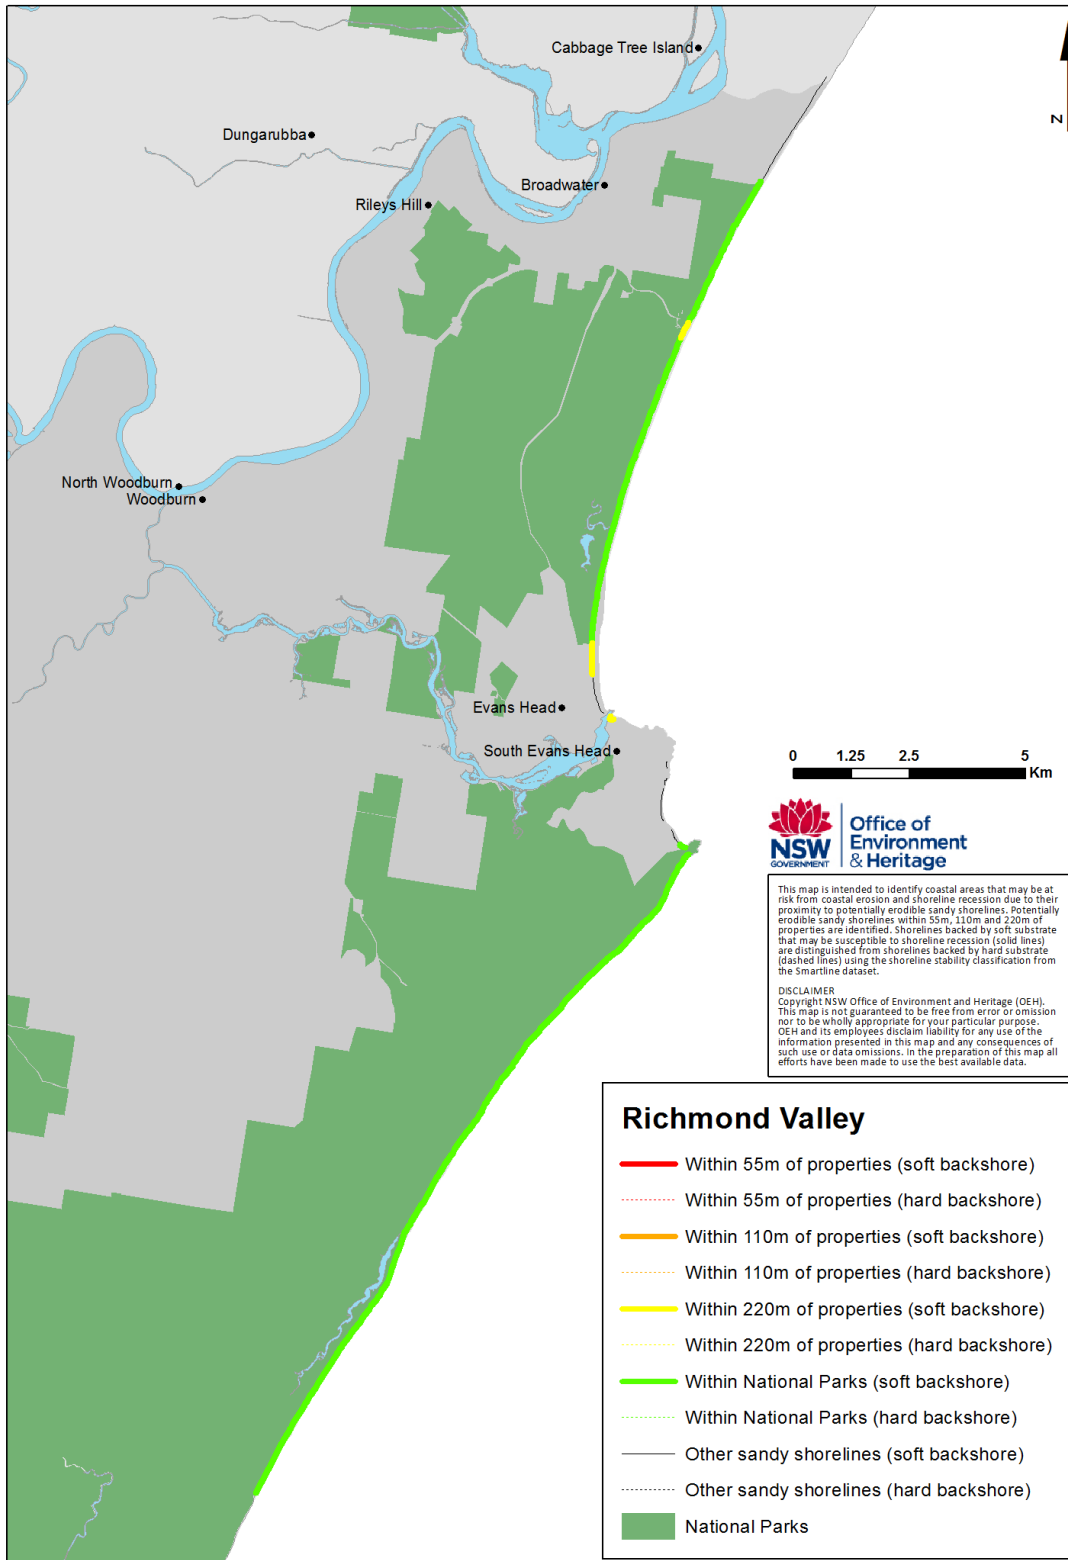 Cabbage Tree Island
Dungarubba
Broadwater
Rileys Hill
N
North Woodburn
Woodburn
Evans Head
South Evans Head
0 1.25 2.5 5
Km
NSW
GOVERNMENT
Office of
Environment
& Heritage
This map is intended to identify coastal areas that may be at
risk from coastal erosion and shoreline recession due to their
proximity to potentially erodible sandy shorelines. Potentially
erodible sandy shorelines within 55m, 110m and 220m of
properties are identified. Shorelines backed by soft substrate
that may be susceptible to shoreline recession (solid lines)
are distinguished from shorelines backed by hard substrate
(dashed lines) using the shoreline stability classification from
the Smartline dataset.
DISCLAIMER
Copyright NSW Office of Environment and Heritage (OEH).
This map is not guaranteed to be free from error or omission
nor to be wholly appropriate for your particular purpose.
OEH and its employees disclaim liability for any use of the
information presented in this map and any consequences of
such use or data omissions. In the preparation of this map all
efforts have been made to use the best available data.
Richmond Valley
Within 55m of properties (soft backshore)
Within 55m of properties (hard backshore)
Within 110m of properties (soft backshore)
Within 110m of properties (hard backshore)
Within 220m of properties (soft backshore)
Within 220m of properties (hard backshore)
Within National Parks (soft backshore)
Within National Parks (hard backshore)
Other sandy shorelines (soft backshore)
Other sandy shorelines (hard backshore)
National Parks